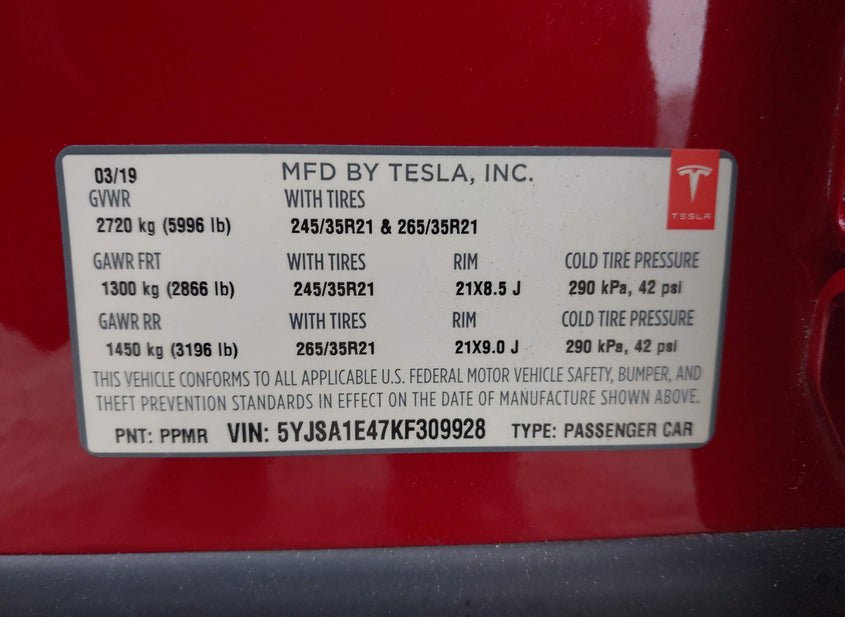 03/19 MFD BY TESLA, INC.
TESLA
GVWR WITH TIRES
2720 kg (5996 lb) 245/35R21 & 265/35R21
GAWR FRT WITH TIRES RIM COLD TIRE PRESSURE
1300 kg (2866 lb) 245/35R21 21X8.5 J 290 kPa, 42 psi
GAWR RR WITH TIRES RIM COLD TIRE PRESSURE
1450 kg (3196 lb) 265/35R21 21X9.0 J 290 kPa, 42 psi
THIS VEHICLE CONFORMS TO ALL APPLICABLE U.S. FEDERAL MOTOR VEHICLE SAFETY, BUMPER, AND
THEFT PREVENTION STANDARDS IN EFFECT ON THE DATE OF MANUFACTURE SHOWN ABOVE.
PNT: PPMR VIN: 5YJSA1E47KF309928 TYPE: PASSENGER CAR